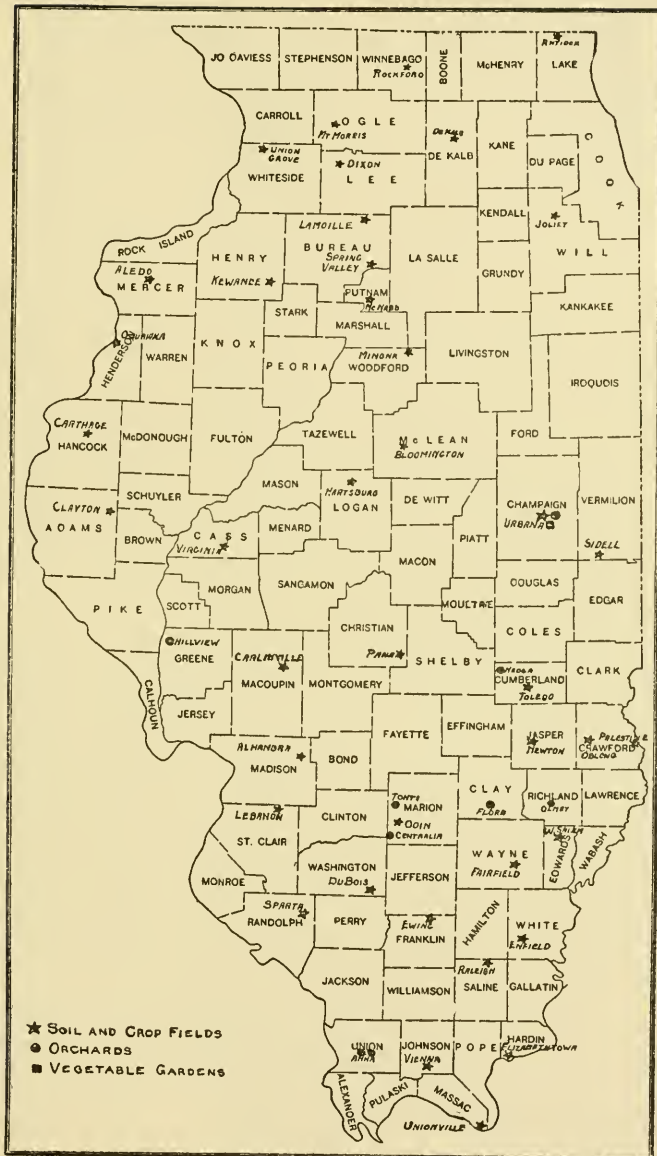 ANTIOCH
JO DAVIESS STEPHENSON WINNEBAGO BOONE McHENRY LAKE
ROCKFORD
CARROLL OGLE DEKALB KANE COOK
MT MORRIS
UNION GROVE DIXON DE KALB DU PAGE
WHITESIDE LEE
LAMOILLE KENDALL JOLIET
ROCK ISLAND HENRY BUREAU LA SALLE WILL
ALEDO SPRING VALLEY GRUNDY
MERCER KEWANEE PUTNAM
McNABB KANKAKEE
STARK MARSHALL
HENDERSON WARREN KNOX MINONK LIVINGSTON
PEORIA WOODFORD IROQUOIS
CARTHAGE
HANCOCK McDONOUGH FULTON TAZEWELL McLEAN FORD
BLOOMINGTON
SCHUYLER MASON HARTSBURG DE WITT CHAMPAIGN VERMILION
CLAYTON LOGAN
ADAMS BROWN CASS MENARD PIATT URBANA
VIRGINIA MACON SIDELL
SANGAMON DOUGLAS
PIKE SCOTT MORGAN MOULTRIE EDGAR
CHRISTIAN COLES
HILLVIEW PANA SHELBY
GREENE CARLINVILLE NEOGA CLARK
CALHOUN MACOUPIN MONTGOMERY CUMBERLAND
TOLEDO
JERSEY EFFINGHAM
FAYETTE JASPER PALESTINE
ALHAMBRA BOND NEWTON CRAWFORD
MADISON OBLONG
TONTI CLAY RICHLAND LAWRENCE
LEBANON CLINTON MARION FLORA OLNEY
ODIN
ST. CLAIR CENTRALIA W. SALEM
WASHINGTON WAYNE EDWARDS WABASH
MONROE DUBOIS JEFFERSON FAIRFIELD
SPARTA
RANDOLPH PERRY EWING HAMILTON WHITE
FRANKLIN ENFIELD
RALEIGH
JACKSON WILLIAMSON SALINE GALLATIN
HARDIN
UNION JOHNSON POPE ELIZABETHTOWN
ANNA VIENNA
ALEXANDER PULASKI MASSAC
UNIONVILLE
SOIL AND CROP FIELDS
ORCHARDS
VEGETABLE GARDENS